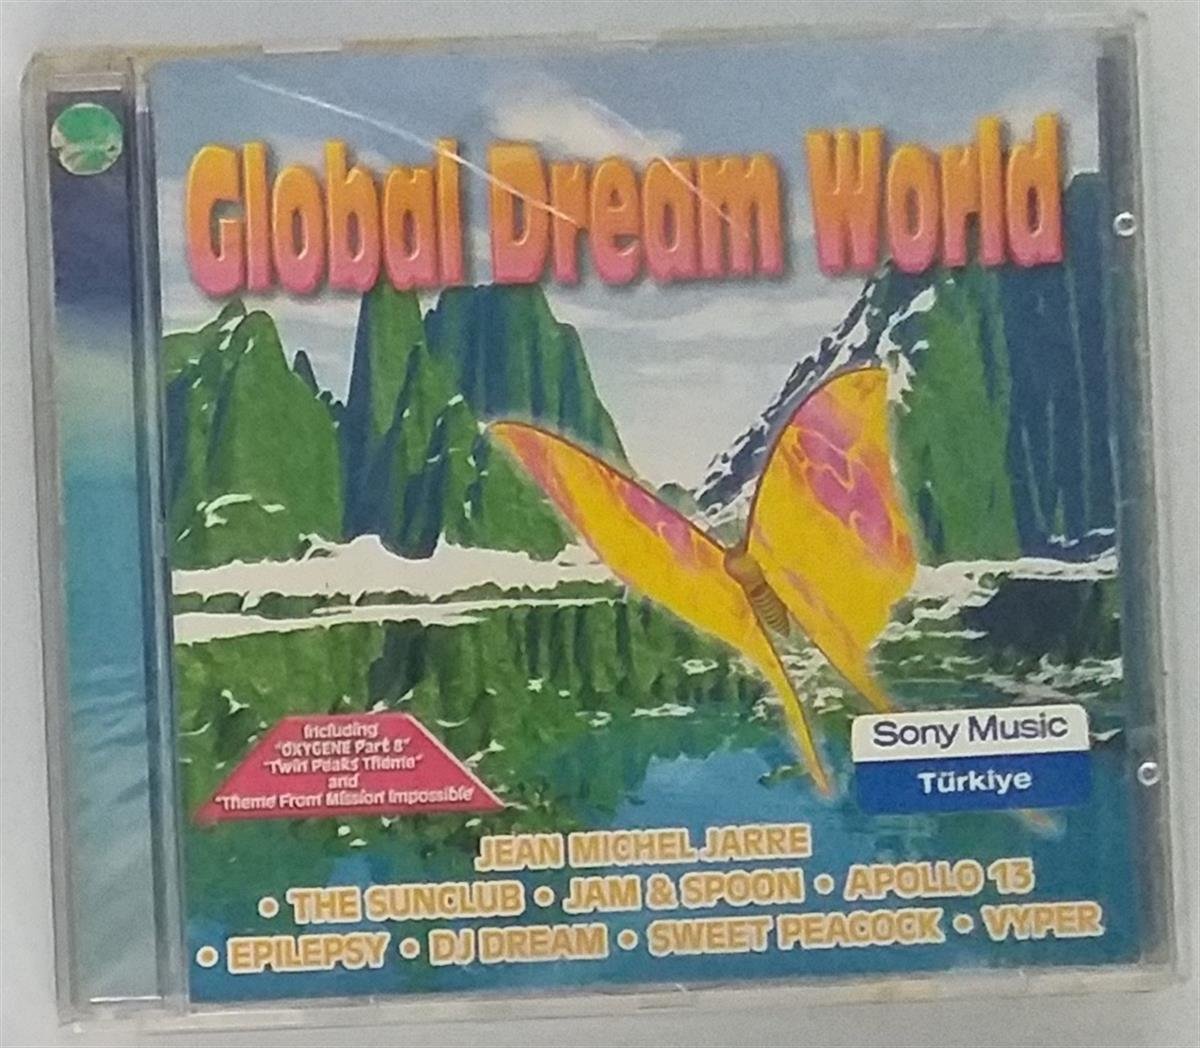 Global Dream World
Including
"OXYGENE Part 8"
"Twin Peaks Theme"
and
"Theme From Mission Impossible"
Sony Music
Türkiye
JEAN MICHEL JARRE
• THE SUNCLUB • JAM & SPOON • APOLLO 13
• EPILEPSY • DJ DREAM • SWEET PEACOCK • VYPER